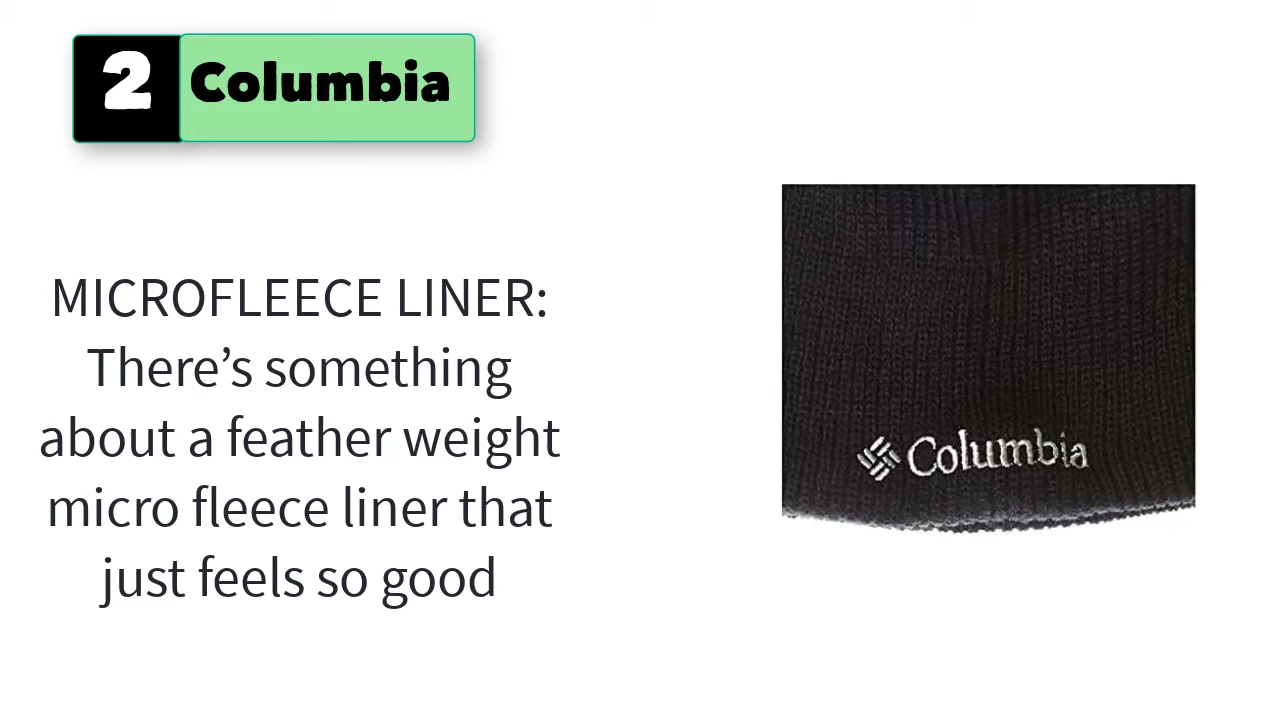 2 Columbia
MICROFLEECE LINER:
There’s something
about a feather weight
micro fleece liner that
just feels so good
Columbia